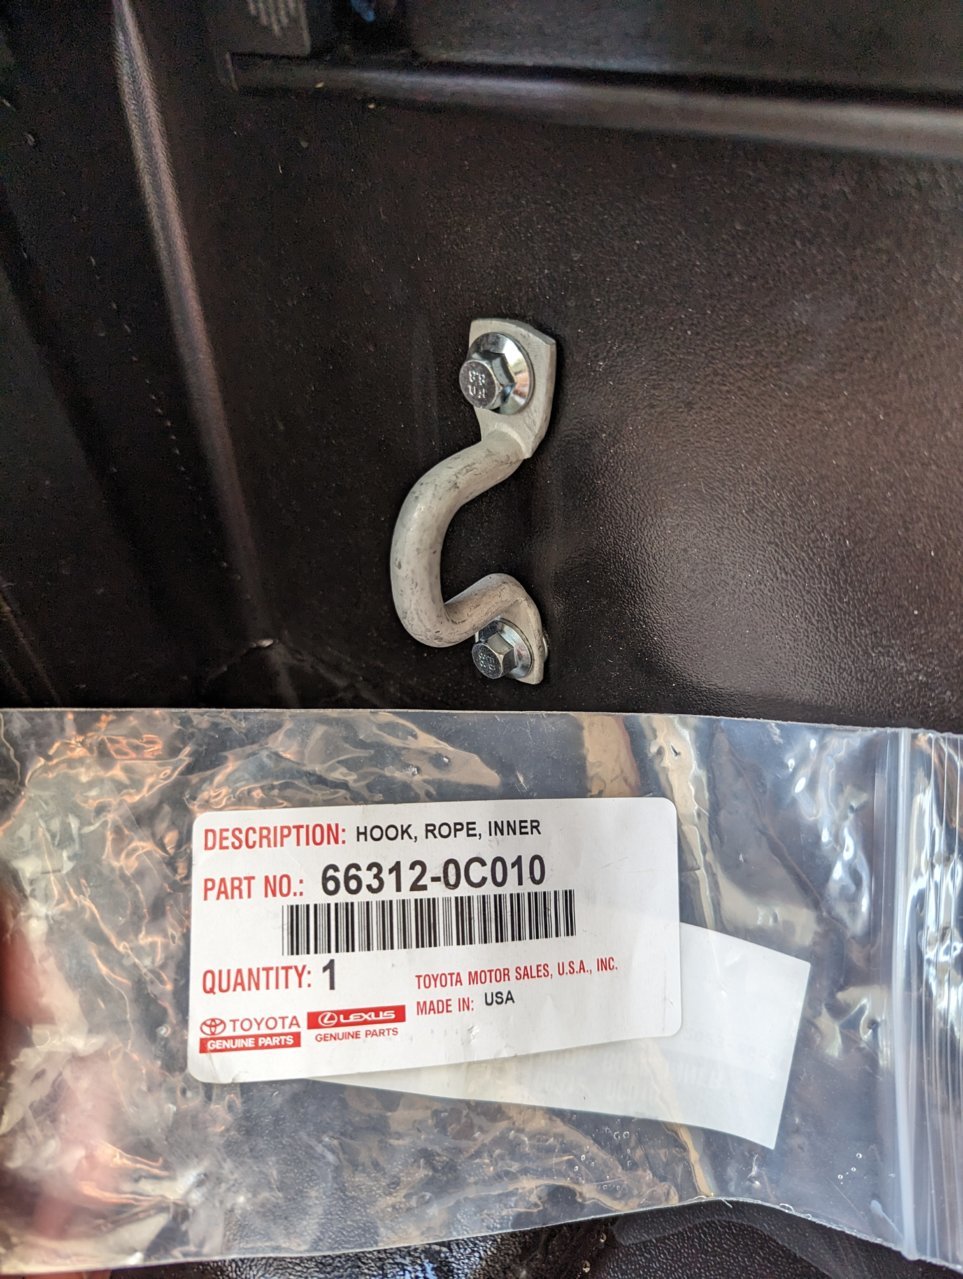 DESCRIPTION: HOOK, ROPE, INNER
PART NO.: 66312-0C010
QUANTITY: 1
TOYOTA MOTOR SALES, U.S.A., INC.
MADE IN: USA
TOYOTA
GENUINE PARTS
LEXUS
GENUINE PARTS